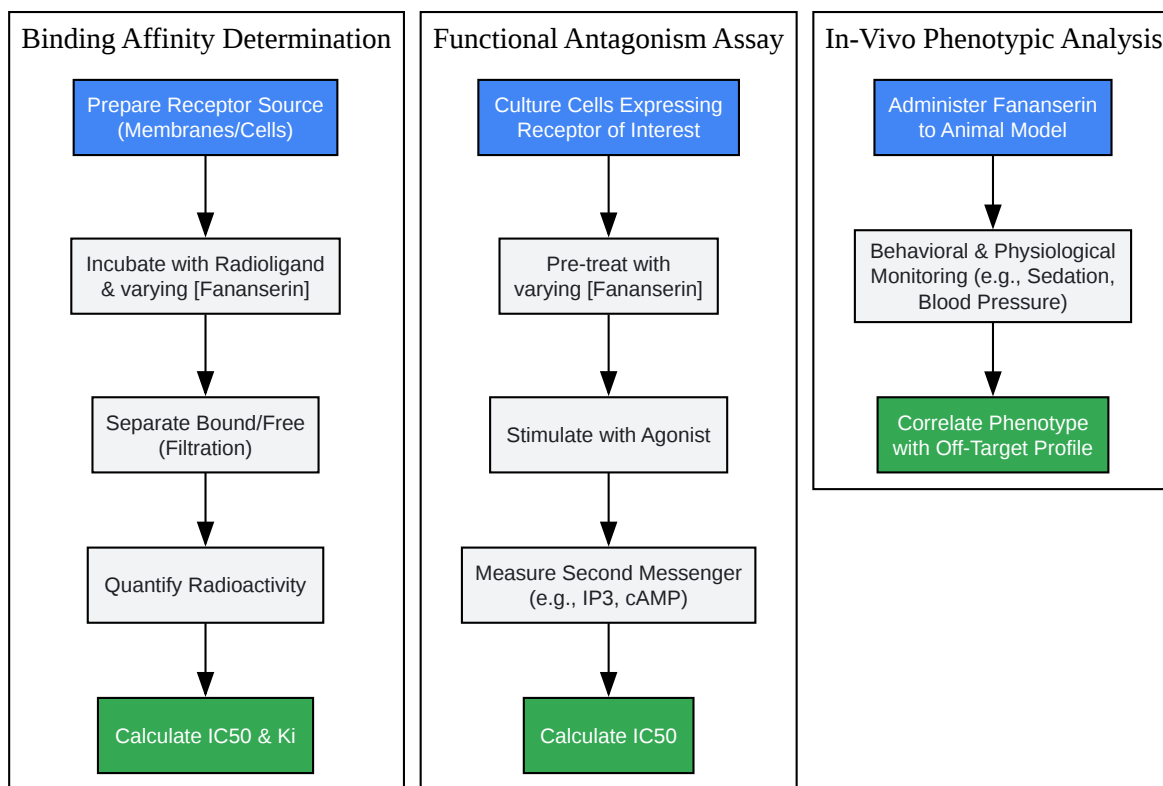 Binding Affinity Determination
Prepare Receptor Source
(Membranes/Cells)
Incubate with Radioligand
& varying [Fananserin]
Separate Bound/Free
(Filtration)
Quantify Radioactivity
Calculate IC50 & Ki
Functional Antagonism Assay
Culture Cells Expressing
Receptor of Interest
Pre-treat with
varying [Fananserin]
Stimulate with Agonist
Measure Second Messenger
(e.g., IP3, cAMP)
Calculate IC50
In-Vivo Phenotypic Analysis
Administer Fananserin
to Animal Model
Behavioral & Physiological
Monitoring (e.g., Sedation,
Blood Pressure)
Correlate Phenotype
with Off-Target Profile